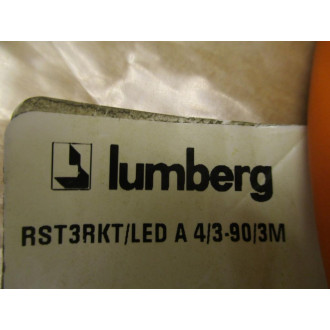 lumberg
RST3RKT/LED A 4/3-90/3M